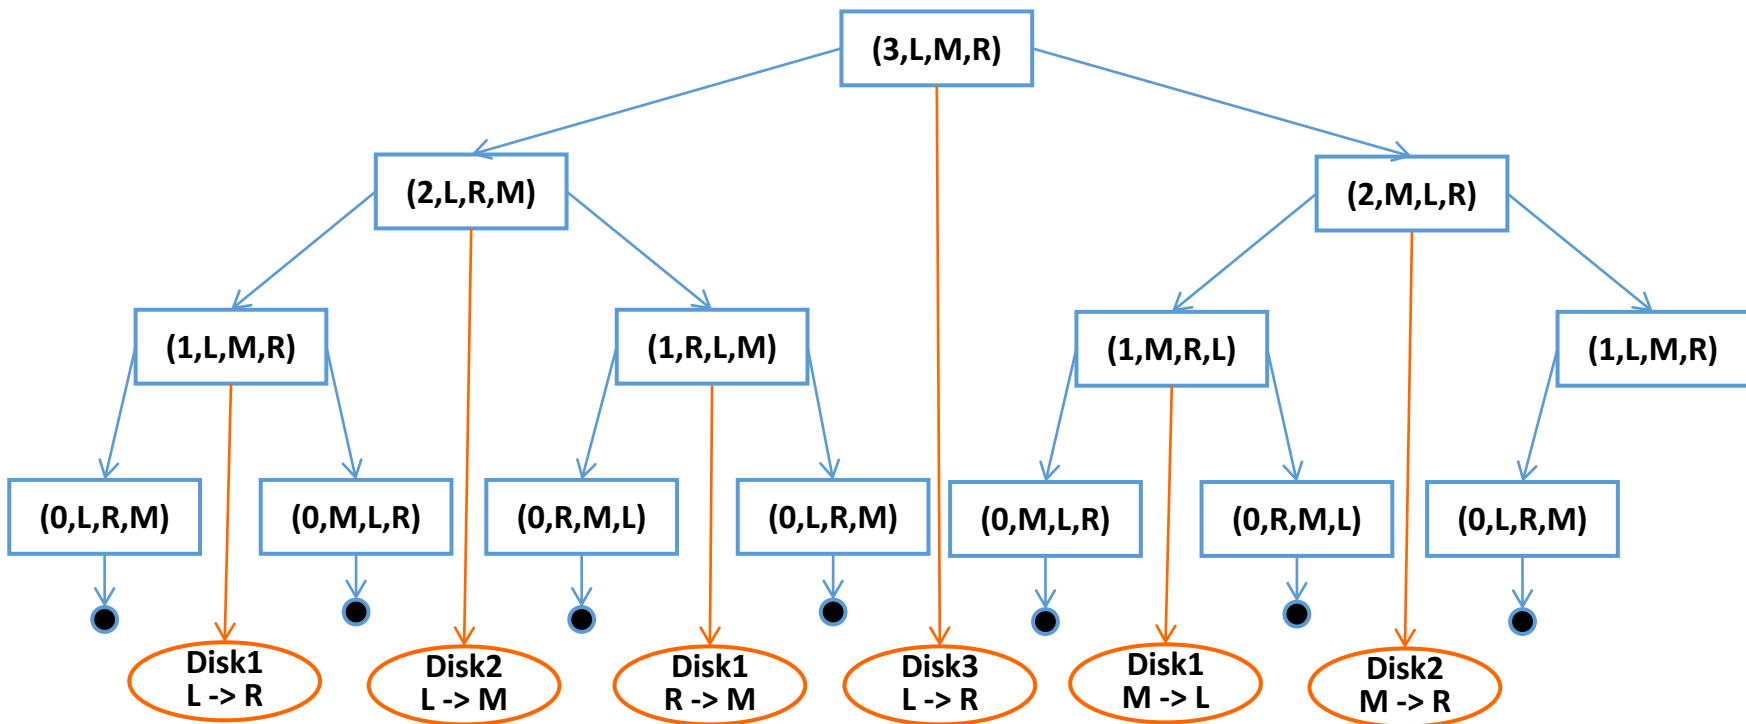 (3,L,M,R)
(2,L,R,M)
(2,M,L,R)
(1,L,M,R)
(1,R,L,M)
(1,M,R,L)
(1,L,M,R)
(0,L,R,M)
(0,M,L,R)
(0,R,M,L)
(0,L,R,M)
(0,M,L,R)
(0,R,M,L)
(0,L,R,M)
Disk1
L -> R
Disk2
L -> M
Disk1
R -> M
Disk3
L -> R
Disk1
M -> L
Disk2
M -> R